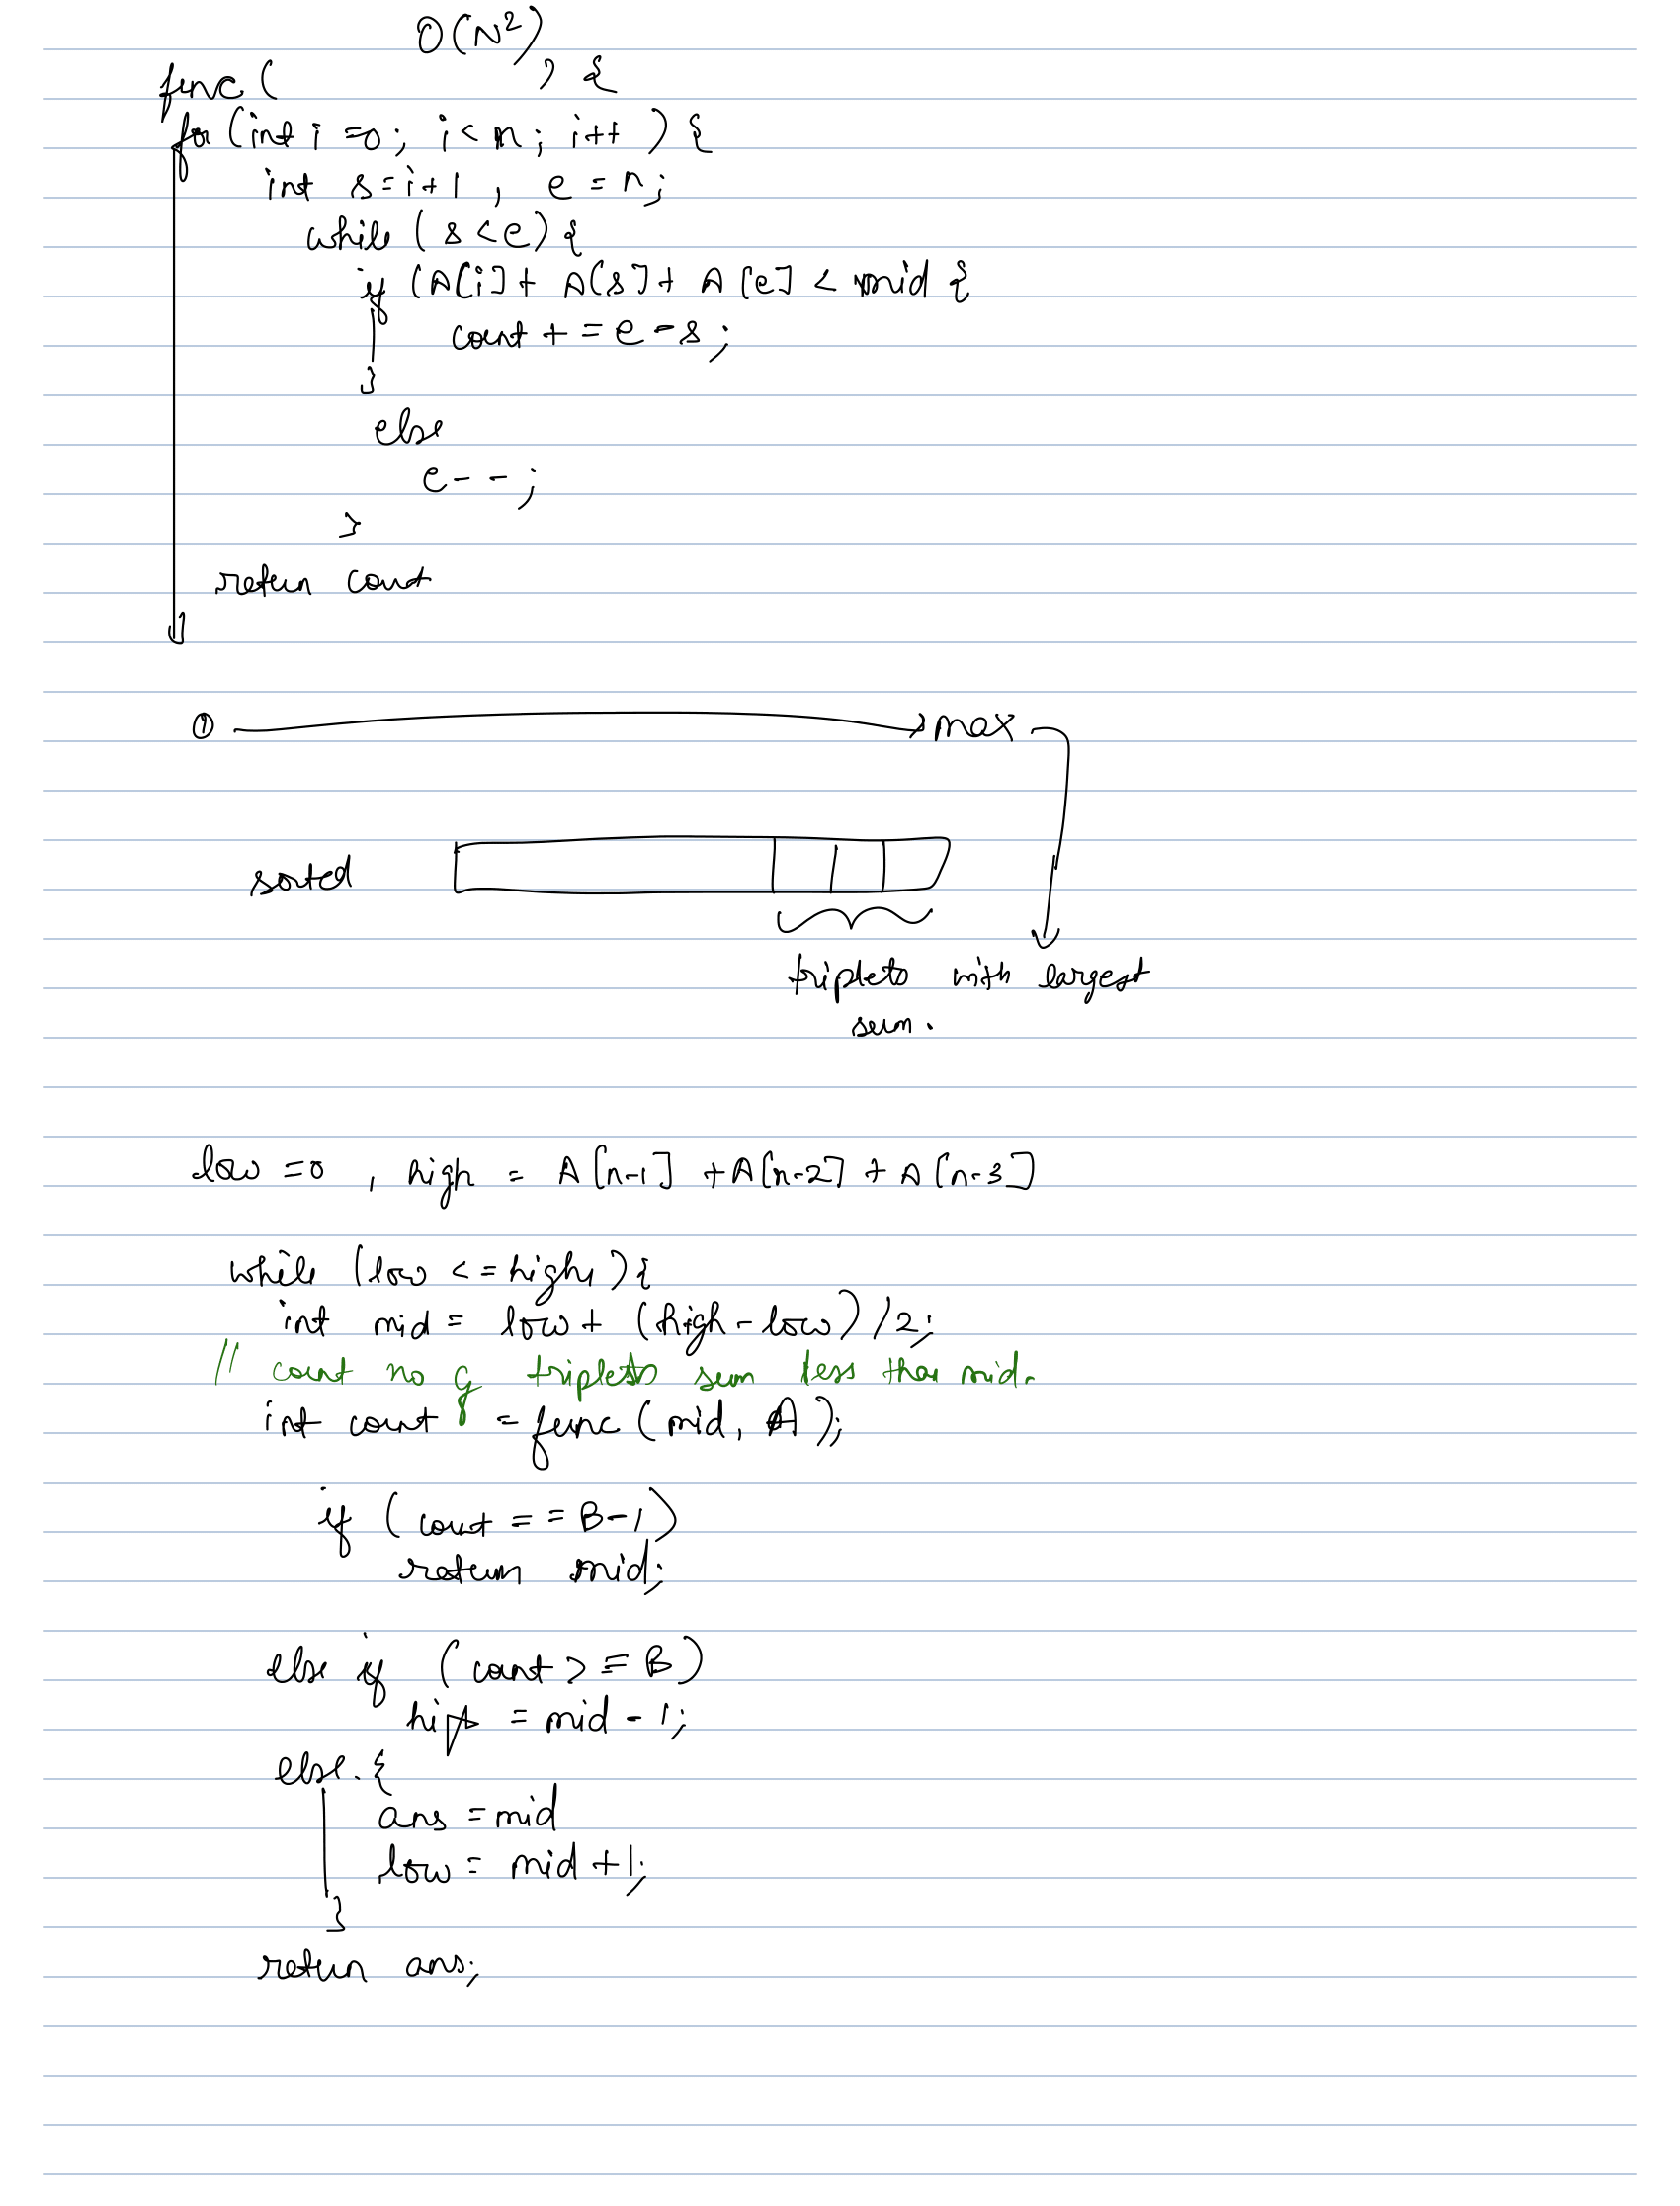 O(N²)
func ( ) {
for (int i =0; i< n; i++ ) {
int s=i+1 , e = n;
while ( s <e) {
if (A[i]+ A[s]+ A[e] < mid {
count + = e - s ;
}
else
e - - ;
}
return count
}
0 max
sorted
triplets with largest
sum.
low =0 , high = A[n-1] +A[n-2] + A[n-3]
while (low <=high){
int mid = low + (high - low) /2;
// count no of triplets sum less than mid.
int count = func ( mid, A );
if ( count = = B-1)
return mid;
else if ( count > = B)
high = mid - 1;
else {
ans = mid
low = mid +1;
}
return ans;